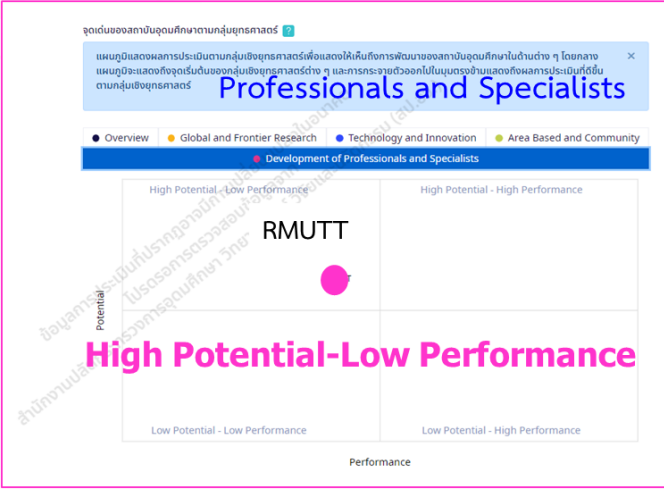 จุดเด่นของสถาบันอุดมศึกษาตามกลุ่มยุทธศาสตร์ ?
แผนภูมิแสดงผลการประเมินตามกลุ่มเชิงยุทธศาสตร์เพื่อแสดงให้เห็นถึงการพัฒนาของสถาบันอุดมศึกษาในด้านต่าง ๆ โดยกลาง ×
แผนภูมิจะแสดงถึงจุดเริ่มต้นของกลุ่มเชิงยุทธศาสตร์ต่าง ๆ และการกระจายตัวออกไปในมุมตรงข้ามแสดงถึงผลการประเมินที่ดีขึ้น
ตามกลุ่มเชิงยุทธศาสตร์
Professionals and Specialists
Overview Global and Frontier Research Technology and Innovation Area Based and Community
Development of Professionals and Specialists
High Potential - Low Performance High Potential - High Performance
RMUTT
Potential
High Potential-Low Performance
Low Potential - Low Performance Low Potential - High Performance
Performance